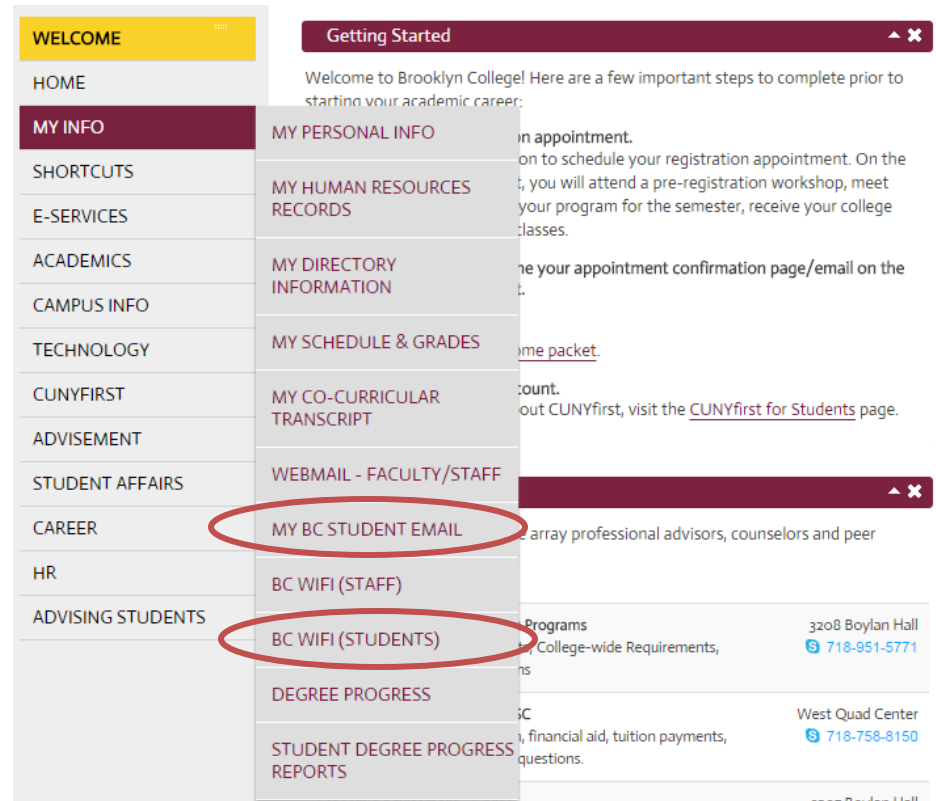 WELCOME
HOME
MY INFO
SHORTCUTS
E-SERVICES
ACADEMICS
CAMPUS INFO
TECHNOLOGY
CUNYFIRST
ADVISEMENT
STUDENT AFFAIRS
CAREER
HR
ADVISING STUDENTS
MY PERSONAL INFO
MY HUMAN RESOURCES
RECORDS
MY DIRECTORY
INFORMATION
MY SCHEDULE & GRADES
MY CO-CURRICULAR
TRANSCRIPT
WEBMAIL - FACULTY/STAFF
MY BC STUDENT EMAIL
BC WIFI (STAFF)
BC WIFI (STUDENTS)
DEGREE PROGRESS
STUDENT DEGREE PROGRESS
REPORTS
Getting Started
Welcome to Brooklyn College! Here are a few important steps to complete prior to
starting your academic career:
on appointment.
on to schedule your registration appointment. On the
, you will attend a pre-registration workshop, meet
your program for the semester, receive your college
classes.
me your appointment confirmation page/email on the
ome packet.
count.
out CUNYfirst, visit the CUNYfirst for Students page.
array professional advisors, counselors and peer
Programs
3208 Boylan Hall
, College-wide Requirements,
718-951-5771
West Quad Center
, financial aid, tuition payments,
718-758-8150
questions.